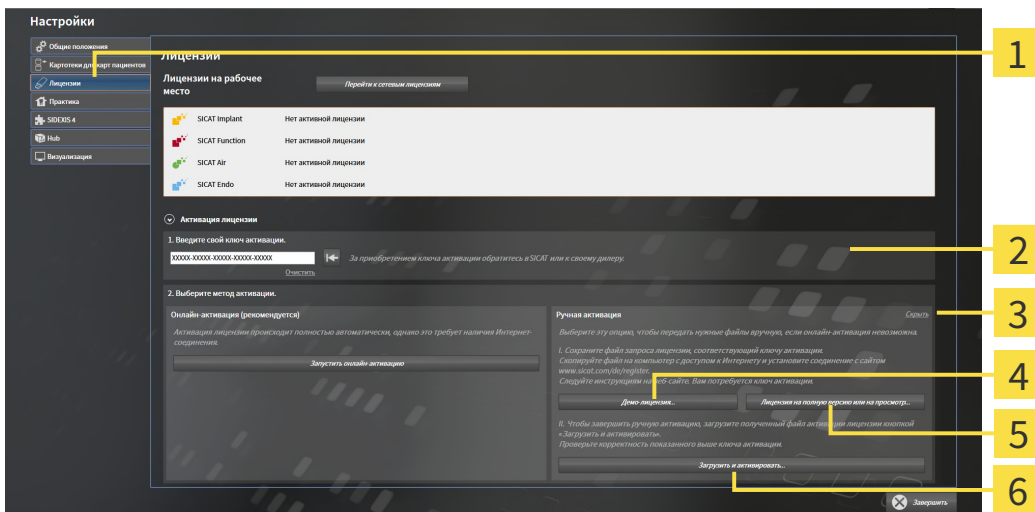 Настройки
Общие положения
Картотеки для карт пациентов
Лицензии
Практика
SIDEXIS 4
Hub
Визуализация
Лицензии
Лицензии на рабочее
место
Перейти к сетевым лицензиям
SICAT Implant Нет активной лицензии
SICAT Function Нет активной лицензии
SICAT Air Нет активной лицензии
SICAT Endo Нет активной лицензии
Активация лицензии
1. Введите свой ключ активации.
XXXXX-XXXXX-XXXXX-XXXXX-XXXXX
За приобретением ключа активации обратитесь в SICAT или к своему дилеру.
Очистить
2. Выберите метод активации.
Онлайн-активация (рекомендуется)
Активация лицензии происходит полностью автоматически, однако это требует наличия Интернет-
соединения.
Запустить онлайн-активацию
Ручная активация
Скрыть
Выберите эту опцию, чтобы передать нужные файлы вручную, если онлайн-активация невозможна.
I. Сохраните файл запроса лицензии, соответствующий ключу активации.
Скопируйте файл на компьютер с доступом к Интернету и установите соединение с сайтом
www.sicat.com/de/register.
Следуйте инструкциям на веб-сайте. Вам потребуется ключ активации.
Демо-лицензия...
Лицензия на полную версию или на просмотр...
II. Чтобы завершить ручную активацию, загрузите полученный файл активации лицензии кнопкой
«Загрузить и активировать».
Проверьте корректность показанного выше ключа активации.
Загрузить и активировать...
Завершить
1
2
3
4
5
6